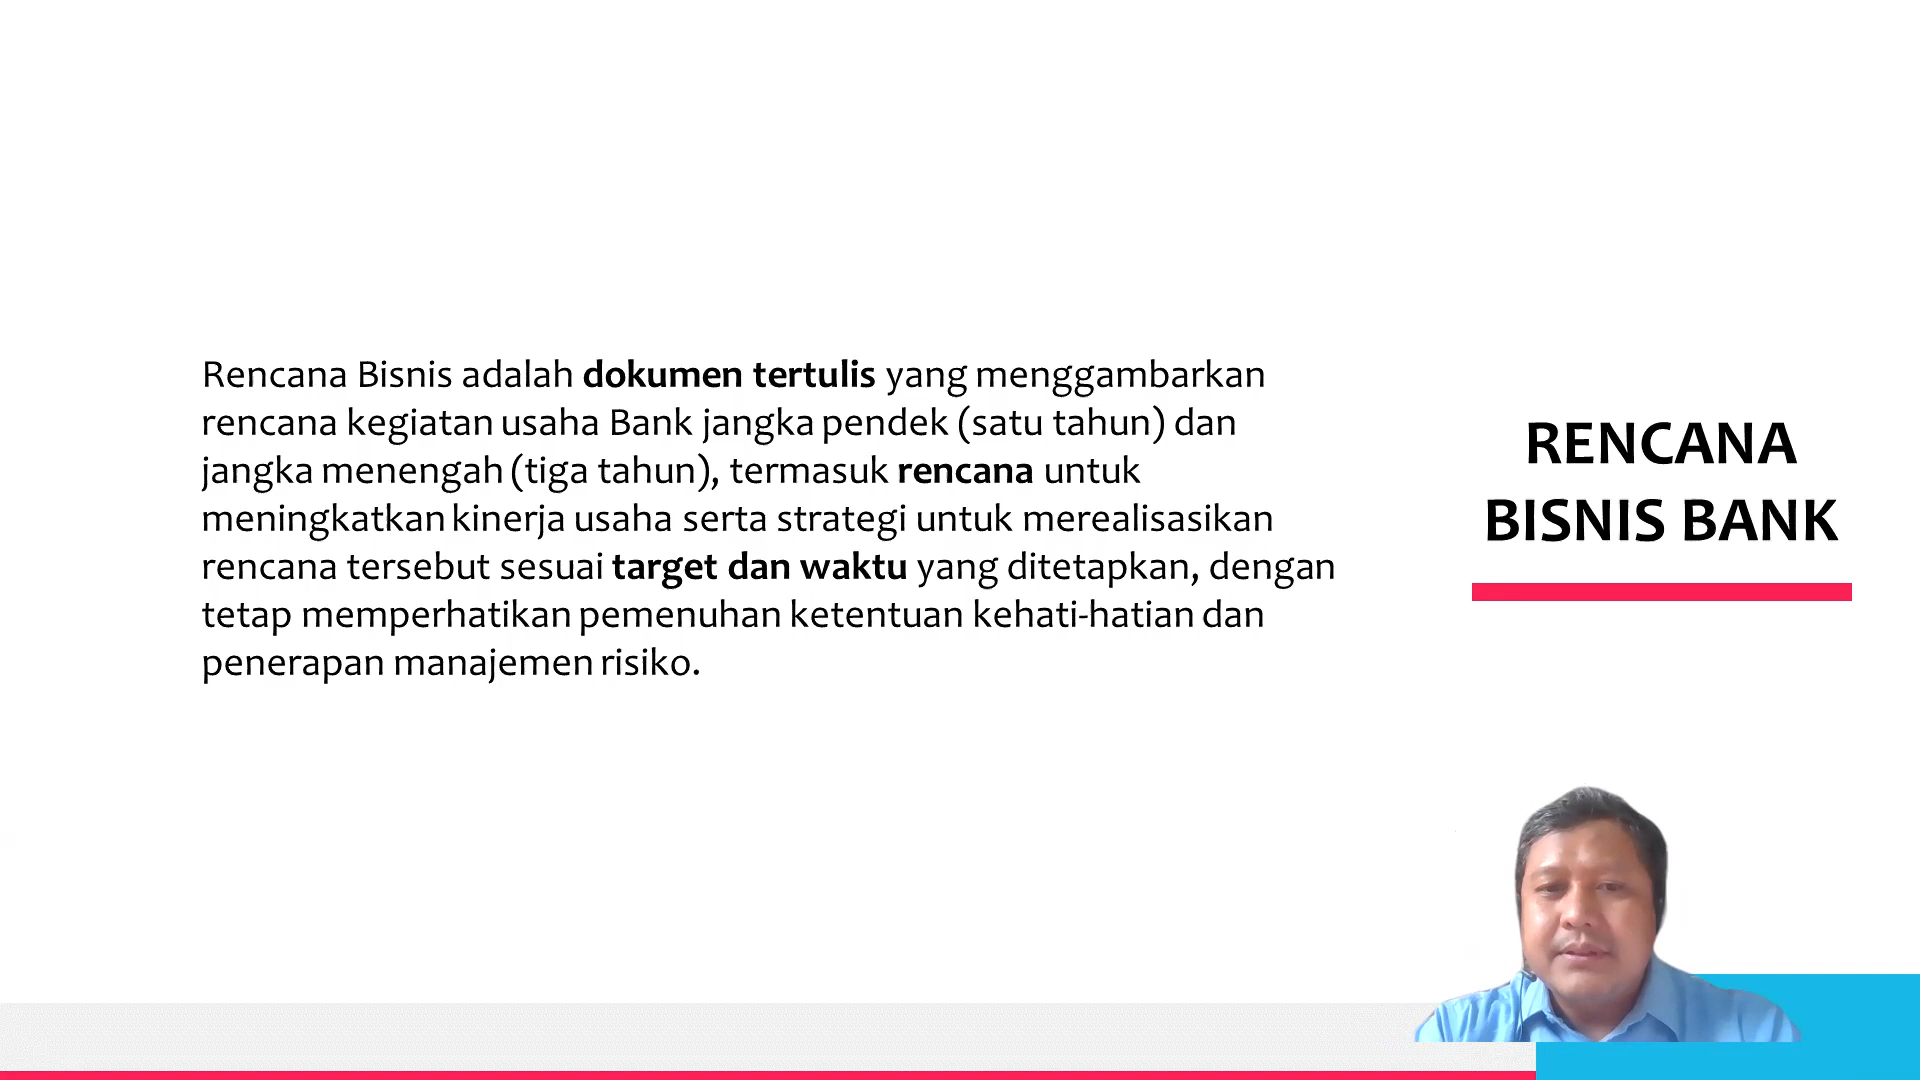 Rencana Bisnis adalah dokumen tertulis yang menggambarkan
rencana kegiatan usaha Bank jangka pendek (satu tahun) dan
jangka menengah (tiga tahun), termasuk rencana untuk
meningkatkan kinerja usaha serta strategi untuk merealisasikan
rencana tersebut sesuai target dan waktu yang ditetapkan, dengan
tetap memperhatikan pemenuhan ketentuan kehati-hatian dan
penerapan manajemen risiko.
RENCANA
BISNIS BANK